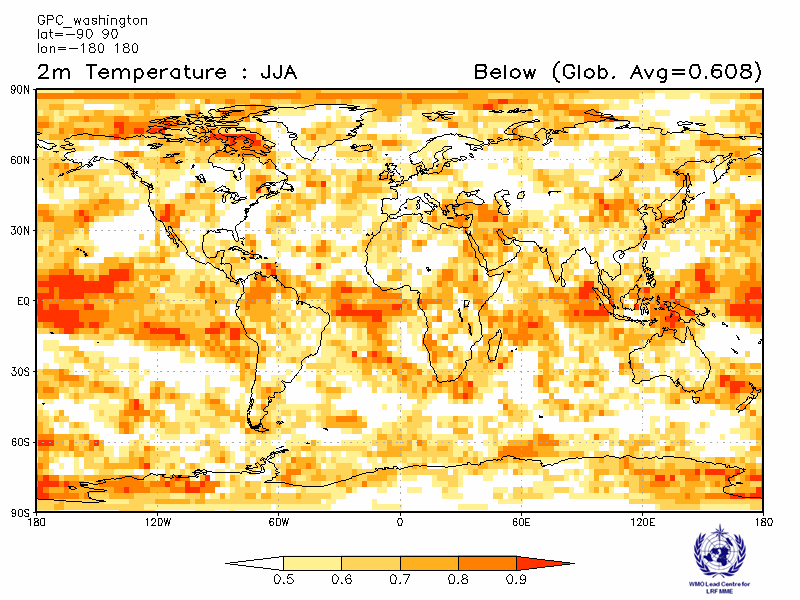 GPC_washington
lat=-90 90
lon=-180 180
2m Temperature : JJA Below (Glob. Avg=0.608)
90N
60N
30N
EQ
30S
60S
90S
180 120W 60W 0 60E 120E 180
0.5 0.6 0.7 0.8 0.9
WMO Lead Centre for
LRF MME